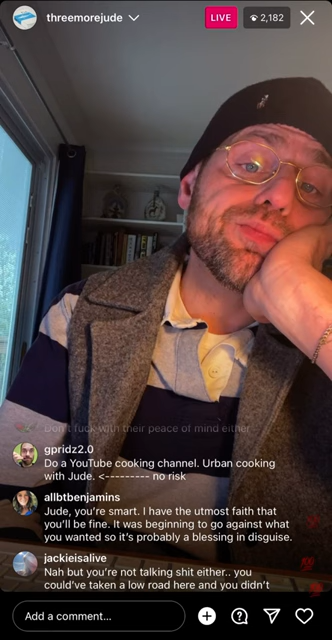 threemorejude
LIVE
2,182
Don't fuck with their peace of mind either
gpridz2.0
Do a YouTube cooking channel. Urban cooking
with Jude. <--------- no risk
allbtbenjamins
Jude, you're smart. I have the utmost faith that
you'll be fine. It was beginning to go against what
you wanted so it's probably a blessing in disguise.
jackieisalive
Nah but you're not talking shit either.. you
could've taken a low road here and you didn't
Add a comment...